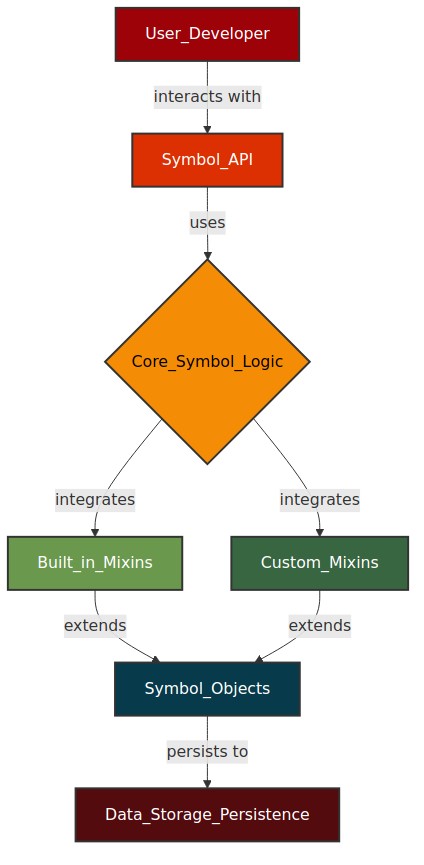 User_Developer
interacts with
Symbol_API
uses
Core_Symbol_Logic
integrates
integrates
Built_in_Mixins
Custom_Mixins
extends
extends
Symbol_Objects
persists to
Data_Storage_Persistence